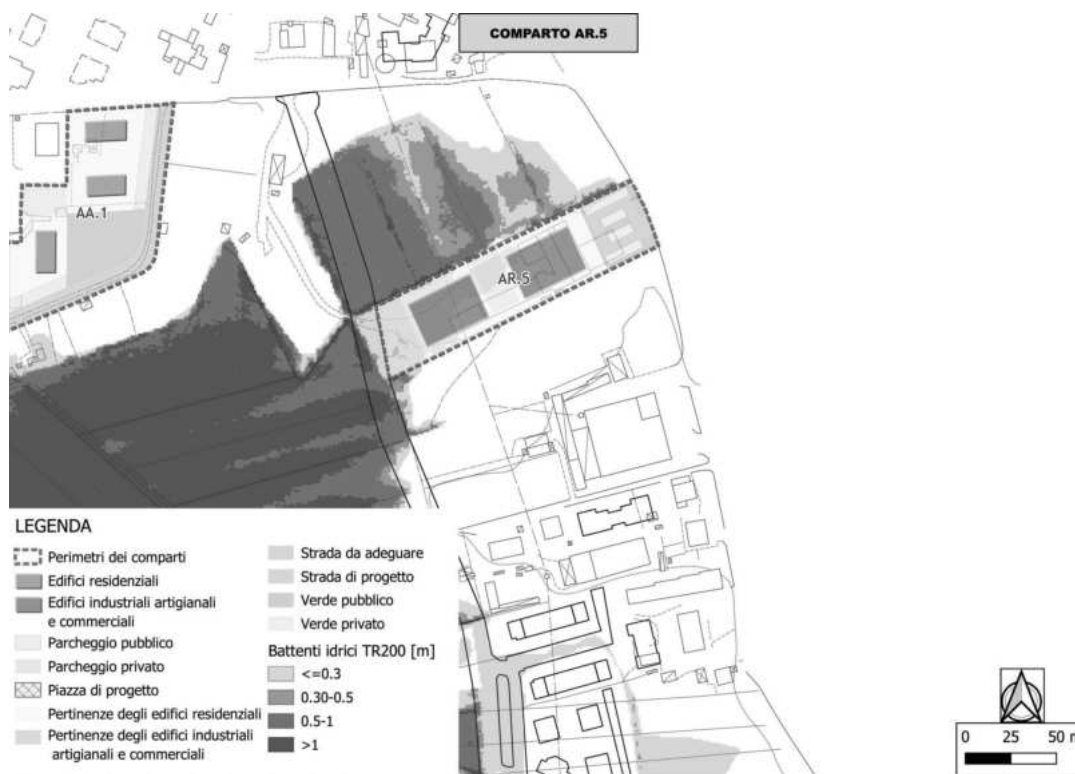 COMPARTO AR.5
AA.1
AR.5
LEGENDA
Perimetri dei comparti
Edifici residenziali
Edifici industriali artigianali
e commerciali
Parcheggio pubblico
Parcheggio privato
Piazza di progetto
Pertinenze degli edifici residenziali
Pertinenze degli edifici industriali
artigianali e commerciali
Strada da adeguare
Strada di progetto
Verde pubblico
Verde privato
Battenti idrici TR200 [m]
<=0.3
0.30-0.5
0.5-1
>1
0 25 50 m